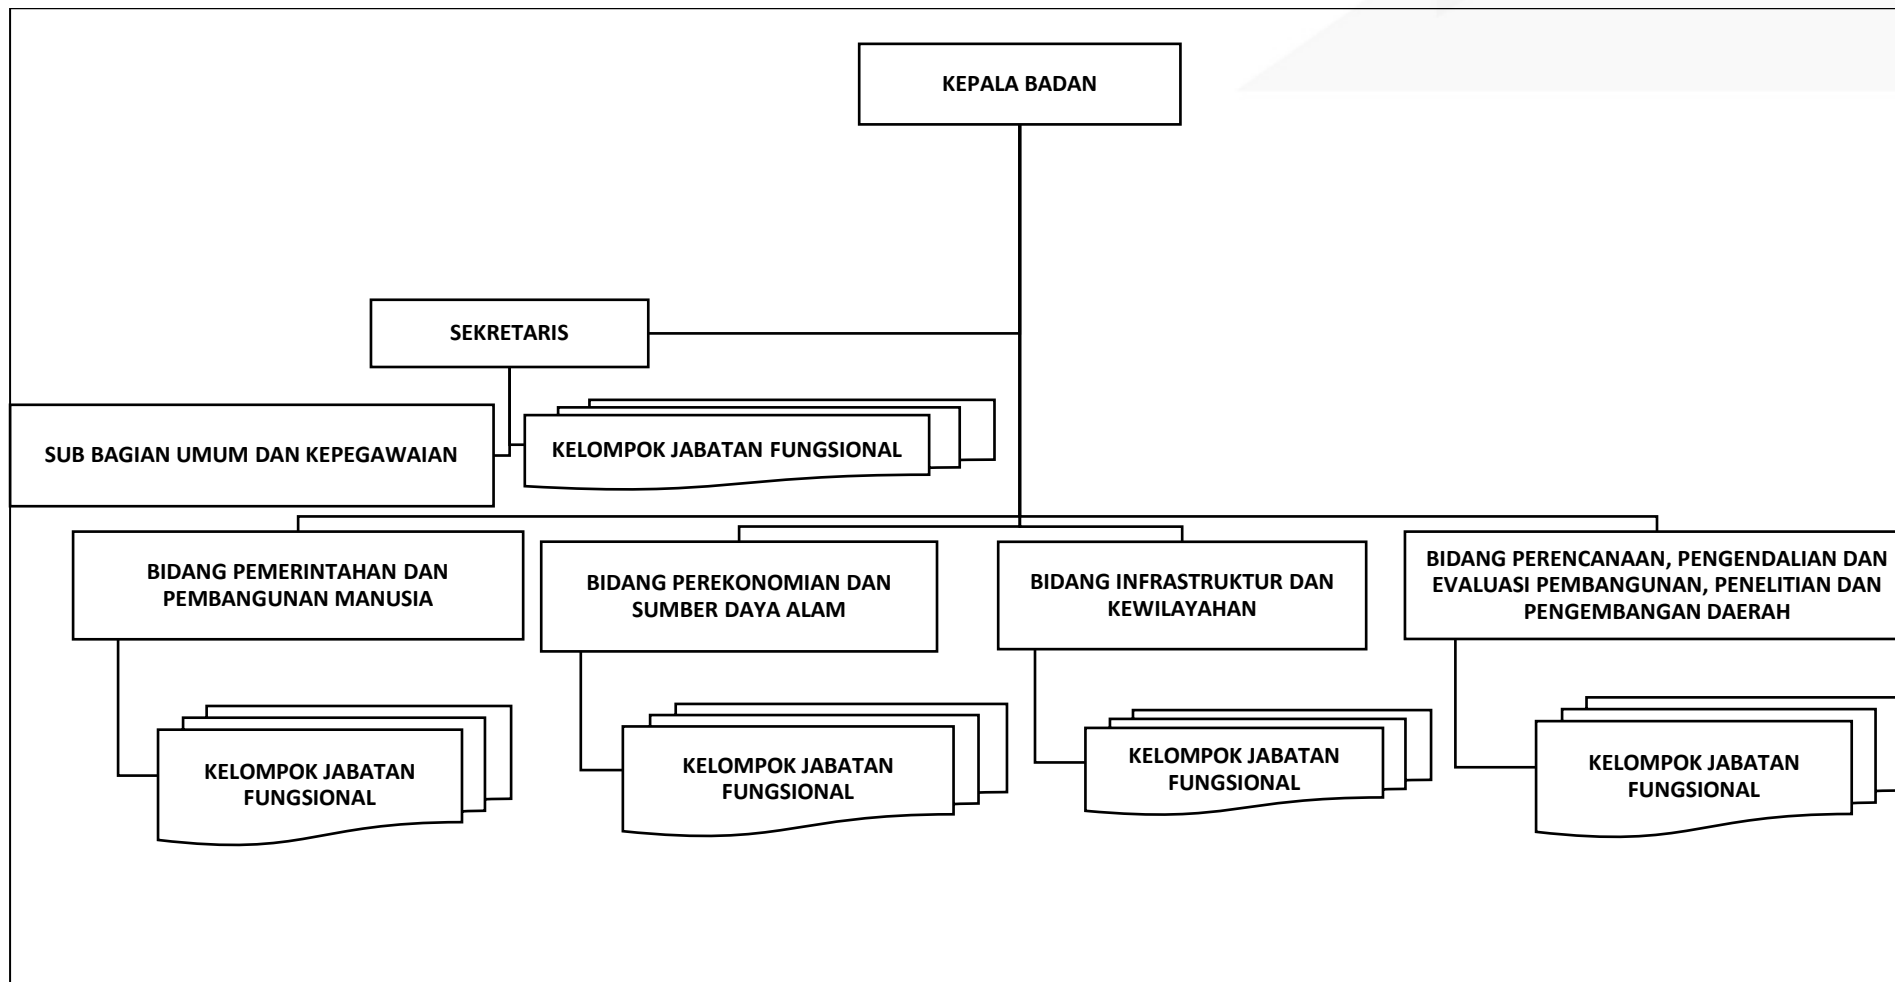 KEPALA BADAN
SEKRETARIS
SUB BAGIAN UMUM DAN KEPEGAWAIAN
KELOMPOK JABATAN FUNGSIONAL
BIDANG PEMERINTAHAN DAN
PEMBANGUNAN MANUSIA
BIDANG PEREKONOMIAN DAN
SUMBER DAYA ALAM
BIDANG INFRASTRUKTUR DAN
KEWILAYAHAN
BIDANG PERENCANAAN, PENGENDALIAN DAN
EVALUASI PEMBANGUNAN, PENELITIAN DAN
PENGEMBANGAN DAERAH
KELOMPOK JABATAN
FUNGSIONAL
KELOMPOK JABATAN
FUNGSIONAL
KELOMPOK JABATAN
FUNGSIONAL
KELOMPOK JABATAN
FUNGSIONAL